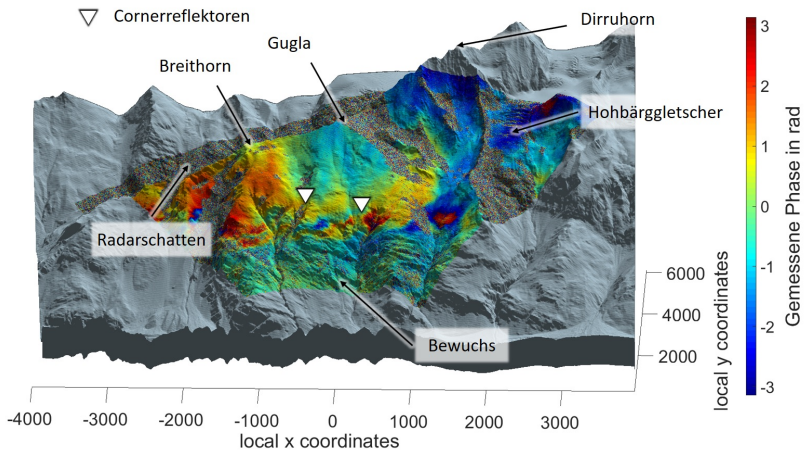 Cornerreflektoren
Dirruhorn
Gugla
Breithorn
Hohbärggletscher
Radarschatten
Bewuchs
6000
4000
2000
local y coordinates
-4000 -3000 -2000 -1000 0 1000 2000 3000
local x coordinates
3
2
1
0
-1
-2
-3
Gemessene Phase in rad